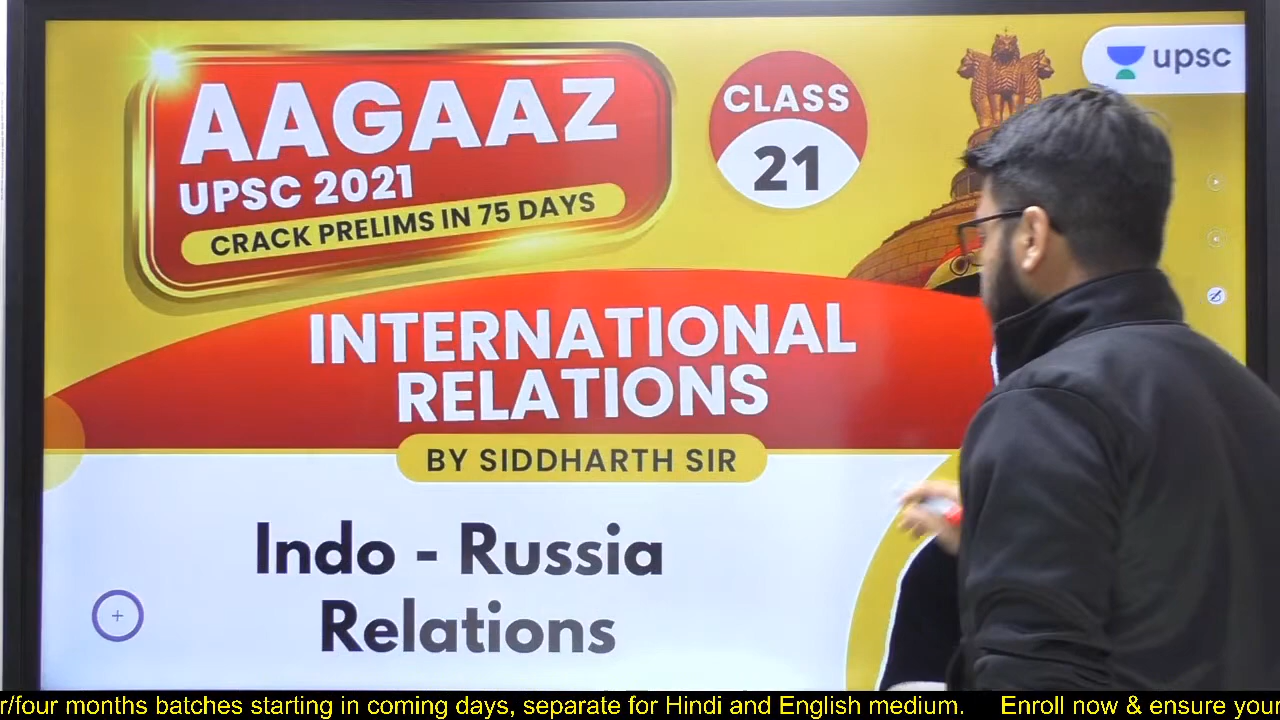 AAGAAZ
UPSC 2021
CRACK PRELIMS IN 75 DAYS
CLASS
21
upsc
INTERNATIONAL
RELATIONS
BY SIDDHARTH SIR
Indo - Russia
Relations
r/four months batches starting in coming days, separate for Hindi and English medium. Enroll now & ensure your